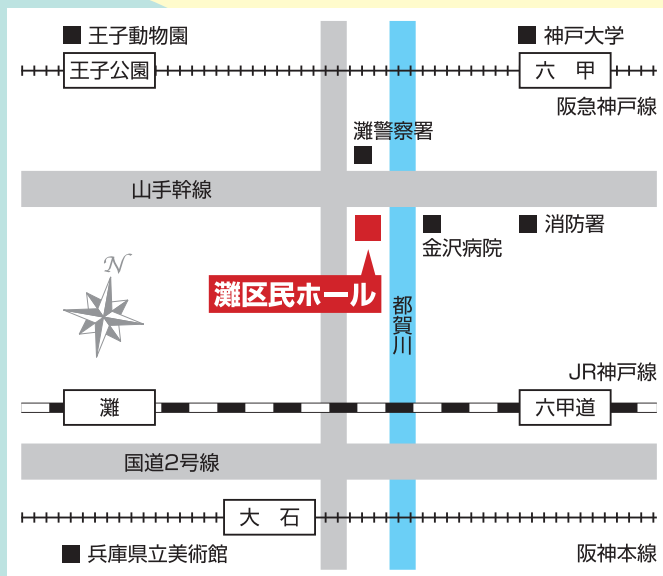 王子動物園
神戸大学
王子公園
六 甲
阪急神戸線
灘警察署
山手幹線
金沢病院
消防署
N
灘区民ホール
都賀川
JR神戸線
灘
六甲道
国道2号線
大 石
兵庫県立美術館
阪神本線